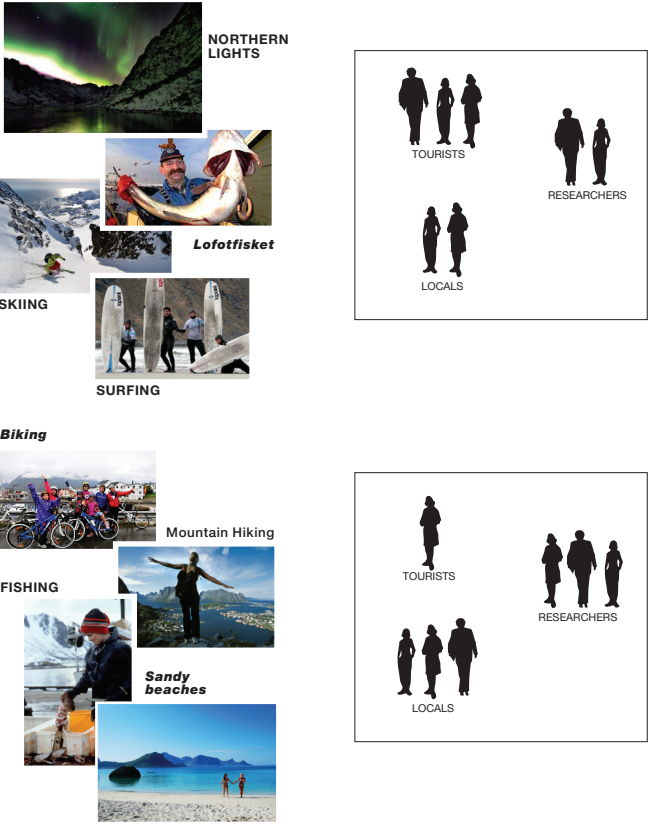 NORTHERN
LIGHTS
TOURISTS
RESEARCHERS
Lofotfisket
LOCALS
SKIING
SURFING
Biking
Mountain Hiking
TOURISTS
FISHING
RESEARCHERS
Sandy
beaches
LOCALS